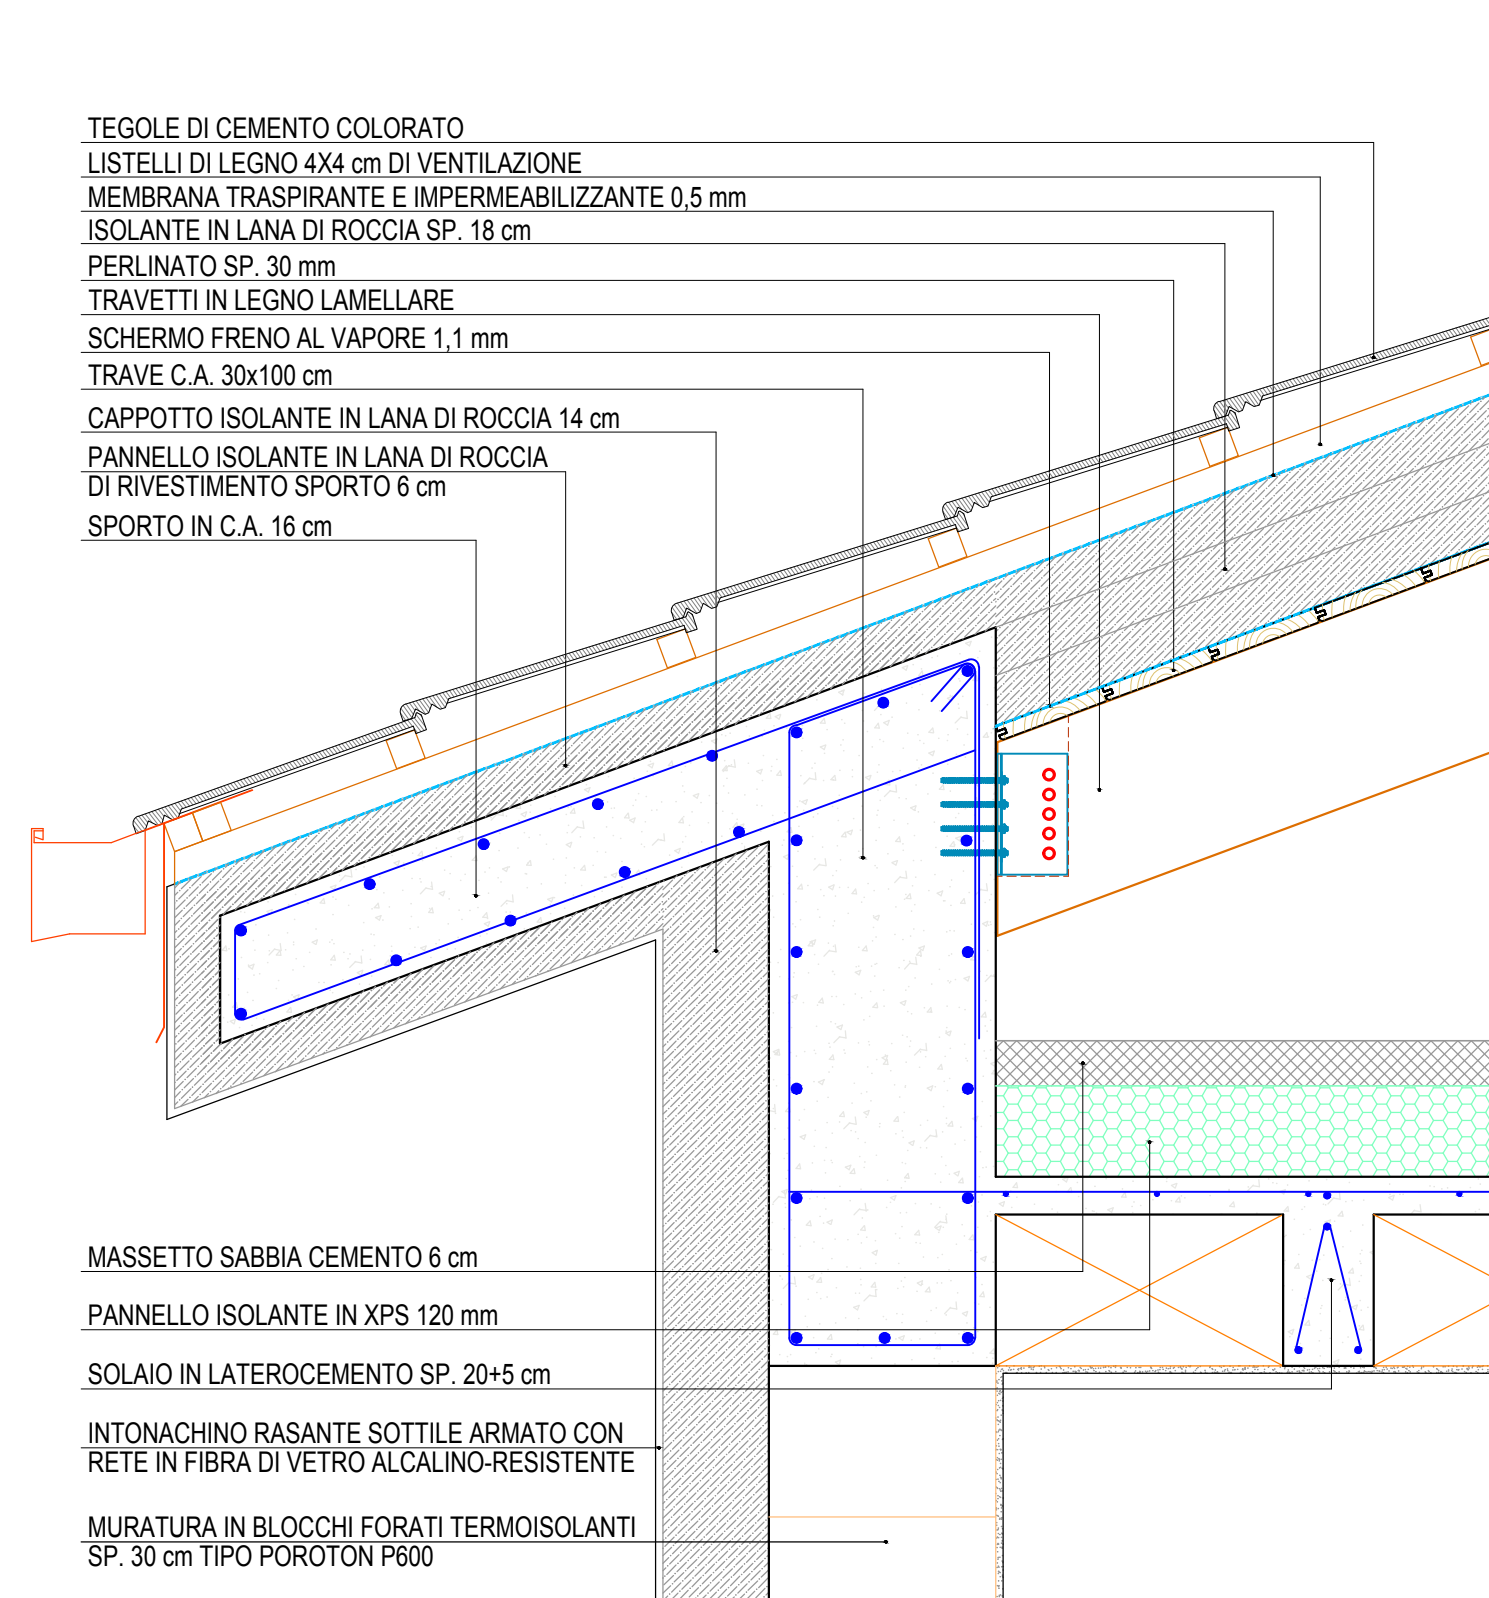 TEGOLE DI CEMENTO COLORATO
LISTELLI DI LEGNO 4X4 cm DI VENTILAZIONE
MEMBRANA TRASPIRANTE E IMPERMEABILIZZANTE 0,5 mm
ISOLANTE IN LANA DI ROCCIA SP. 18 cm
PERLINATO SP. 30 mm
TRAVETTI IN LEGNO LAMELLARE
SCHERMO FRENO AL VAPORE 1,1 mm
TRAVE C.A. 30x100 cm
CAPPOTTO ISOLANTE IN LANA DI ROCCIA 14 cm
PANNELLO ISOLANTE IN LANA DI ROCCIA
DI RIVESTIMENTO SPORTO 6 cm
SPORTO IN C.A. 16 cm
MASSETTO SABBIA CEMENTO 6 cm
PANNELLO ISOLANTE IN XPS 120 mm
SOLAIO IN LATEROCEMENTO SP. 20+5 cm
INTONACHINO RASANTE SOTTILE ARMATO CON
RETE IN FIBRA DI VETRO ALCALINO-RESISTENTE
MURATURA IN BLOCCHI FORATI TERMOISOLANTI
SP. 30 cm TIPO POROTON P600